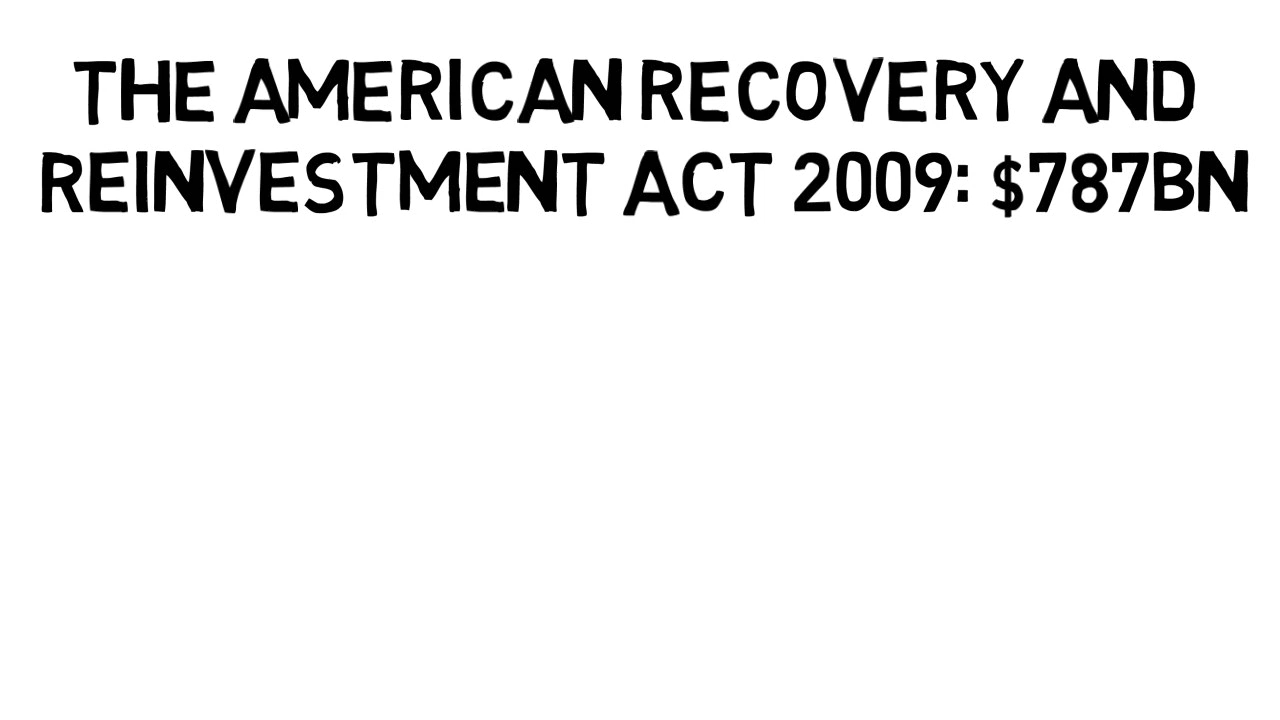 THE AMERICAN RECOVERY AND
REINVESTMENT ACT 2009: $787BN